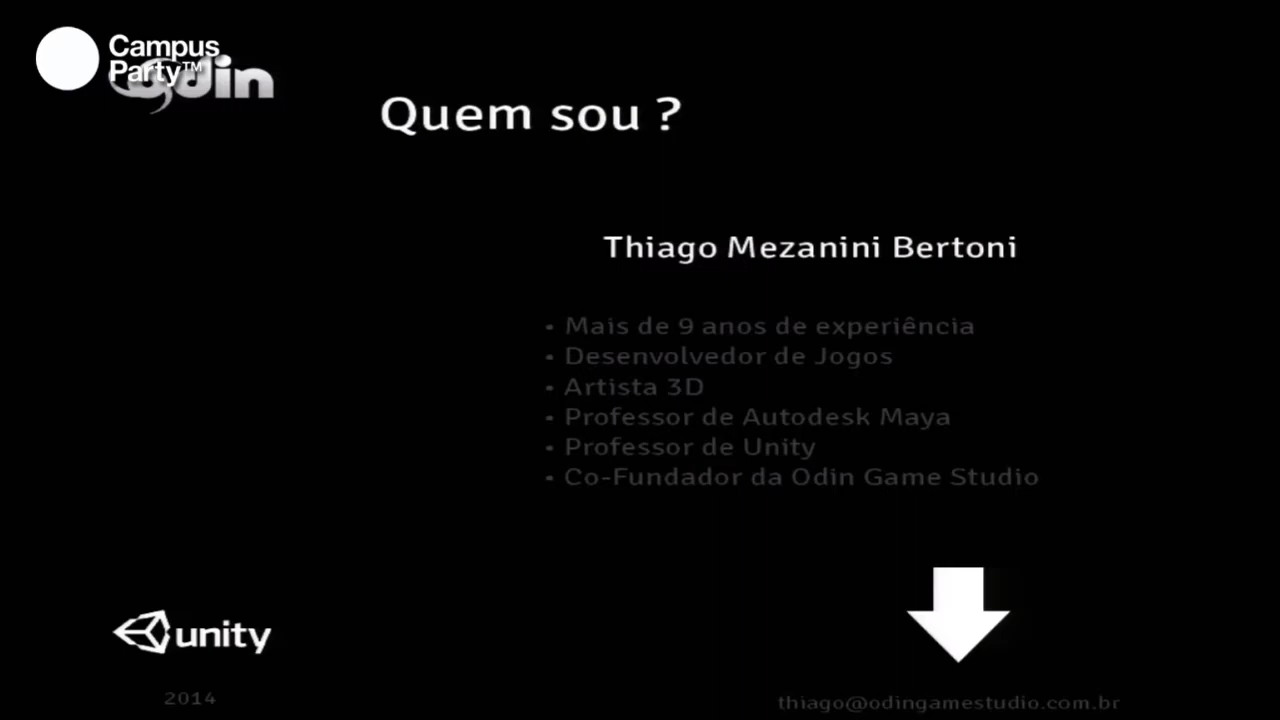 Campus
Party™
odin
Quem sou ?
Thiago Mezanini Bertoni
• Mais de 9 anos de experiência
• Desenvolvedor de Jogos
• Artista 3D
• Professor de Autodesk Maya
• Professor de Unity
• Co-Fundador da Odin Game Studio
unity
2014
thiago@odingamestudio.com.br